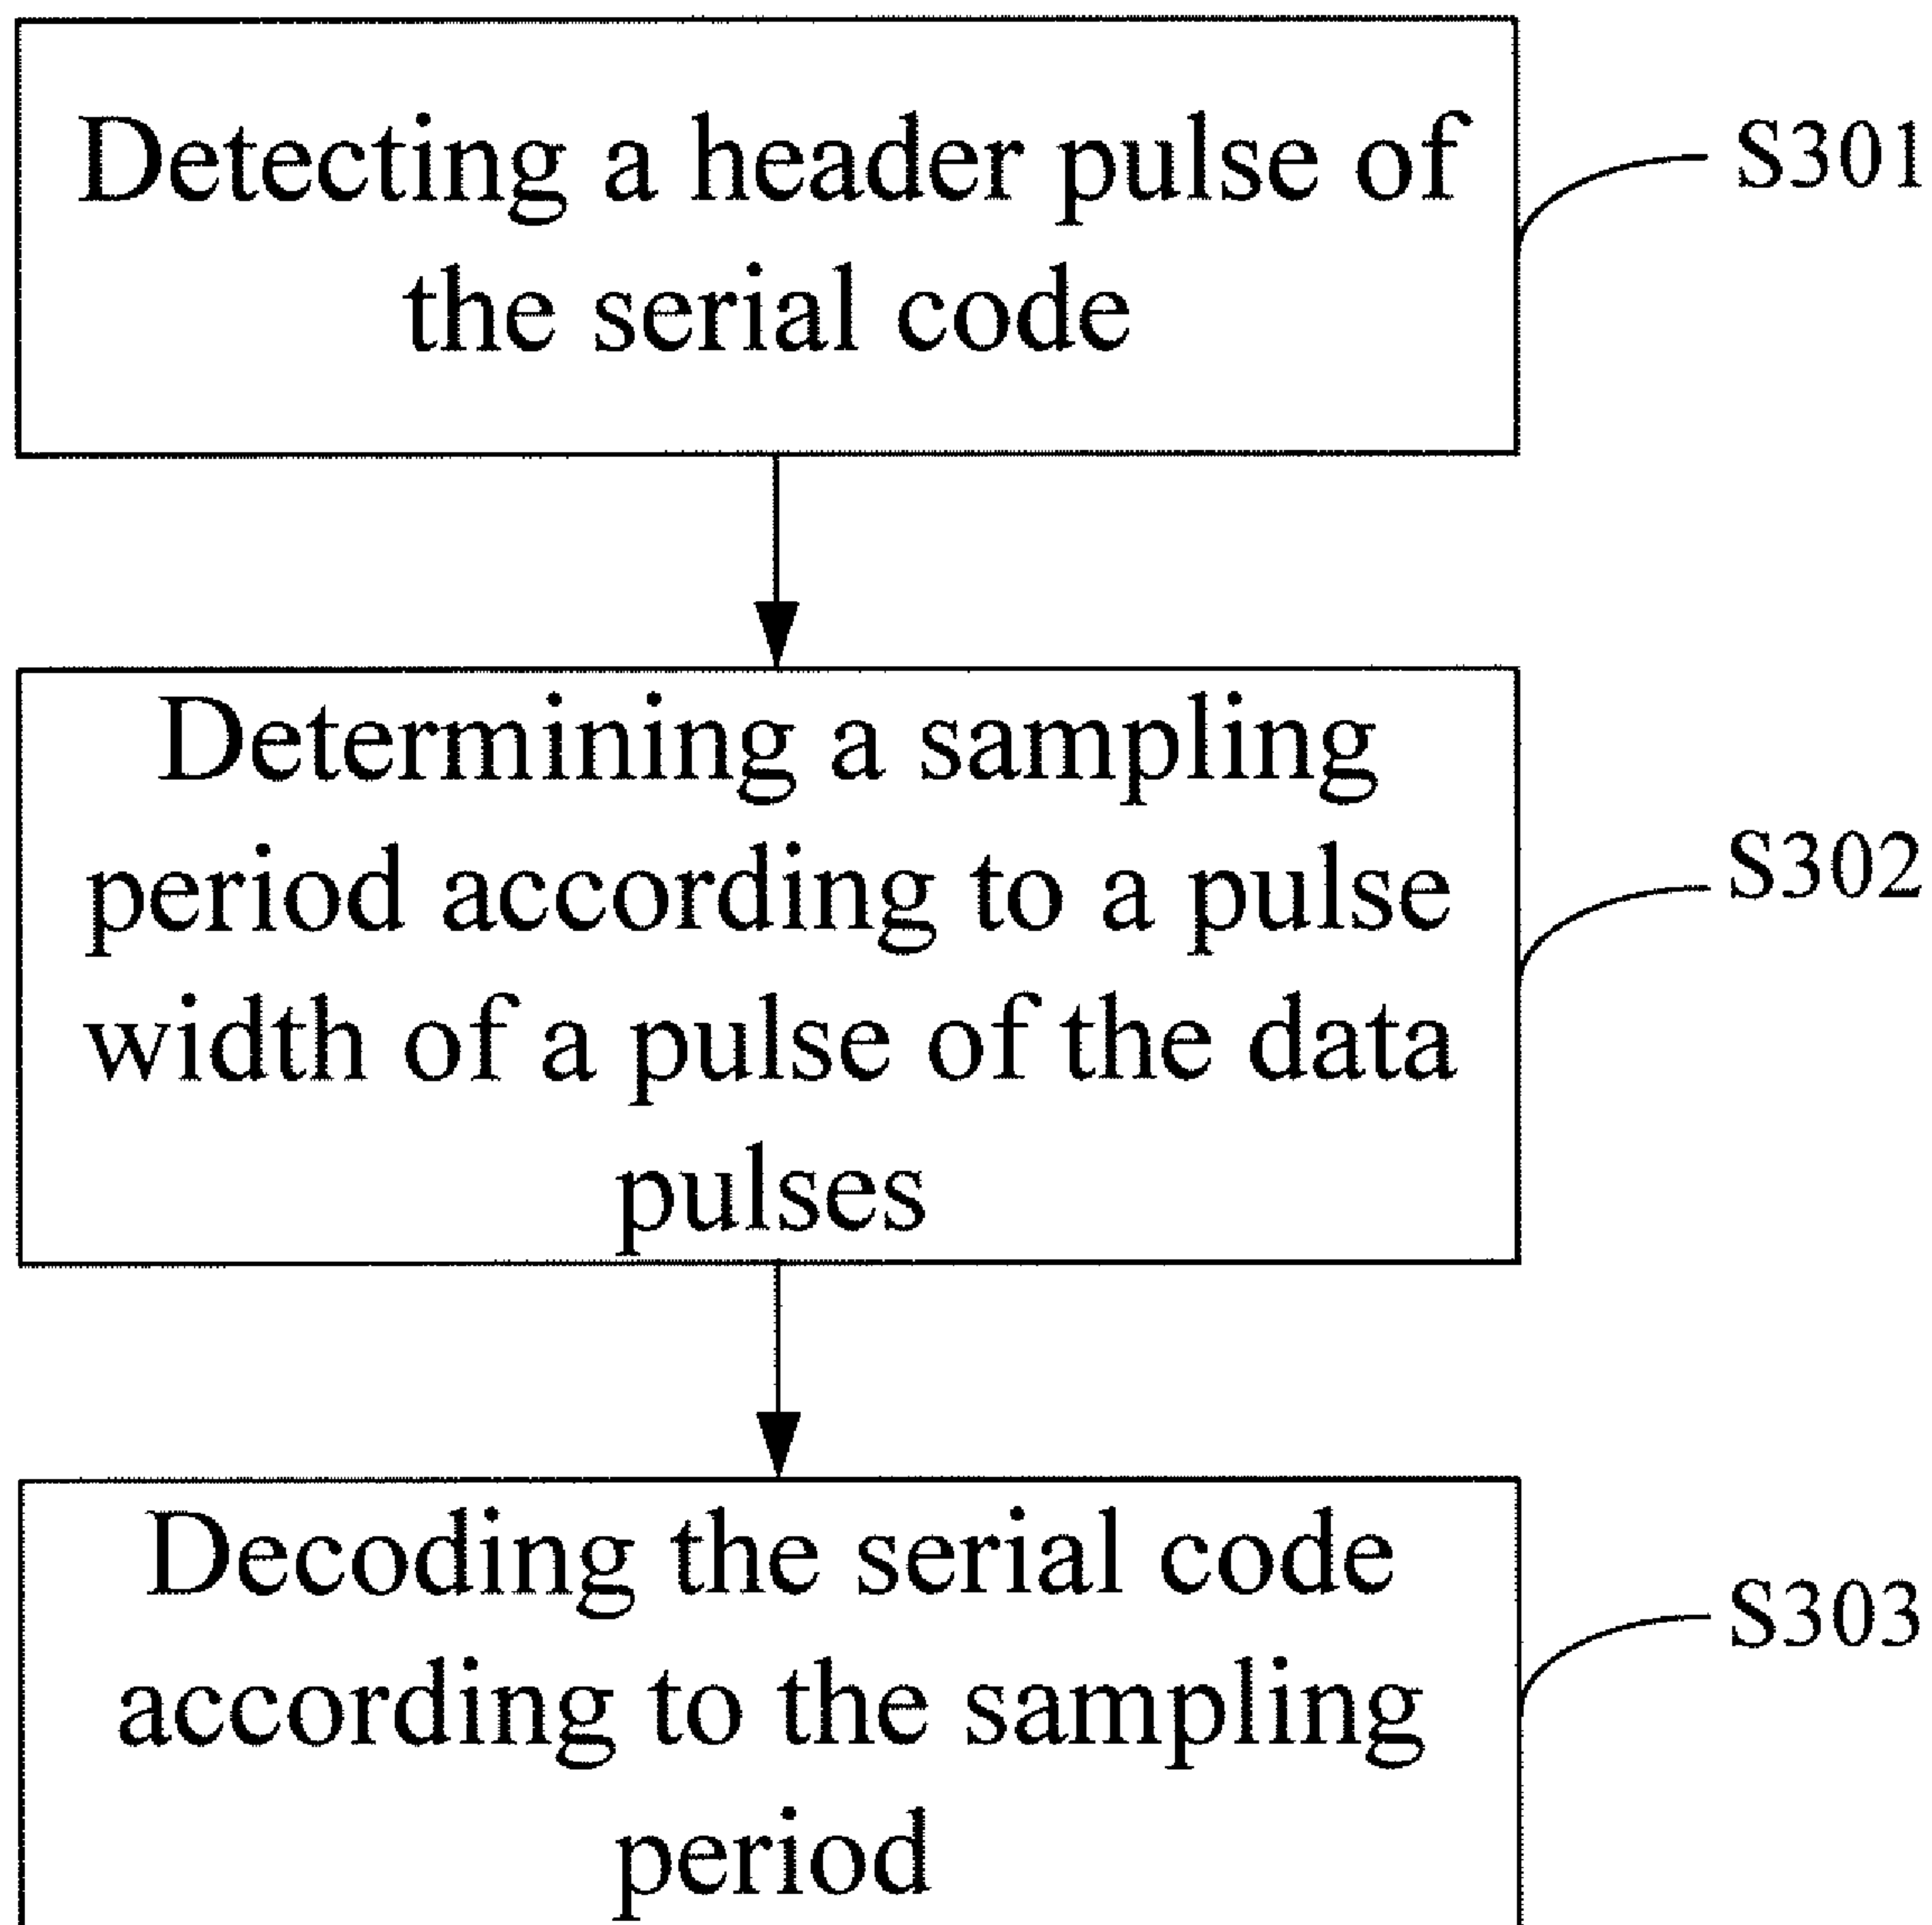 Detecting a header pulse of
the serial code
S301
Determining a sampling
period according to a pulse
width of a pulse of the data
pulses
S302
Decoding the serial code
according to the sampling
period
S303